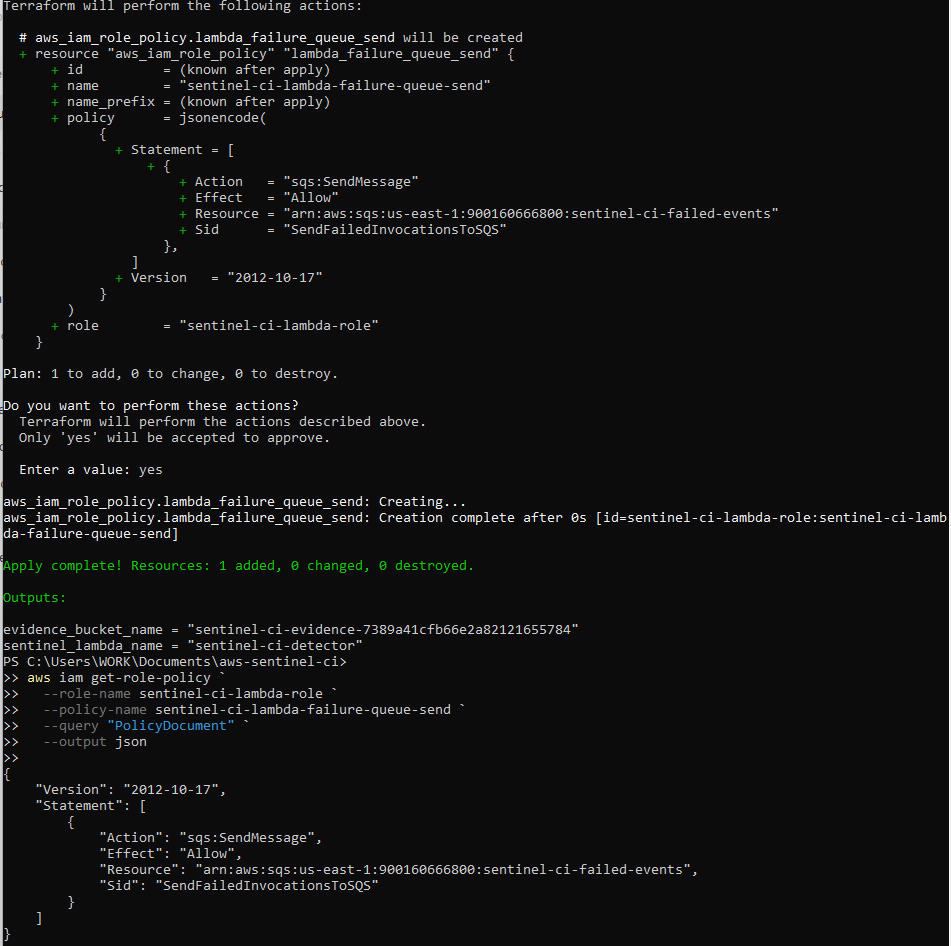 Terraform will perform the following actions:
# aws_iam_role_policy.lambda_failure_queue_send will be created
+ resource "aws_iam_role_policy" "lambda_failure_queue_send" {
+ id          = (known after apply)
+ name        = "sentinel-ci-lambda-failure-queue-send"
+ name_prefix = (known after apply)
+ policy      = jsonencode(
{
+ Statement = [
+ {
+ Action   = "sqs:SendMessage"
+ Effect   = "Allow"
+ Resource = "arn:aws:sqs:us-east-1:900160666800:sentinel-ci-failed-events"
+ Sid      = "SendFailedInvocationsToSQS"
},
]
+ Version   = "2012-10-17"
}
)
+ role        = "sentinel-ci-lambda-role"
}
Plan: 1 to add, 0 to change, 0 to destroy.
Do you want to perform these actions?
Terraform will perform the actions described above.
Only 'yes' will be accepted to approve.
Enter a value: yes
aws_iam_role_policy.lambda_failure_queue_send: Creating...
aws_iam_role_policy.lambda_failure_queue_send: Creation complete after 0s [id=sentinel-ci-lambda-role:sentinel-ci-lamb
da-failure-queue-send]
Apply complete! Resources: 1 added, 0 changed, 0 destroyed.
Outputs:
evidence_bucket_name = "sentinel-ci-evidence-7389a41cfb66e2a82121655784"
sentinel_lambda_name = "sentinel-ci-detector"
PS C:\Users\WORK\Documents\aws-sentinel-ci>
>> aws iam get-role-policy `
>>   --role-name sentinel-ci-lambda-role `
>>   --policy-name sentinel-ci-lambda-failure-queue-send `
>>   --query "PolicyDocument" `
>>   --output json
>>
{
"Version": "2012-10-17",
"Statement": [
{
"Action": "sqs:SendMessage",
"Effect": "Allow",
"Resource": "arn:aws:sqs:us-east-1:900160666800:sentinel-ci-failed-events",
"Sid": "SendFailedInvocationsToSQS"
}
]
}